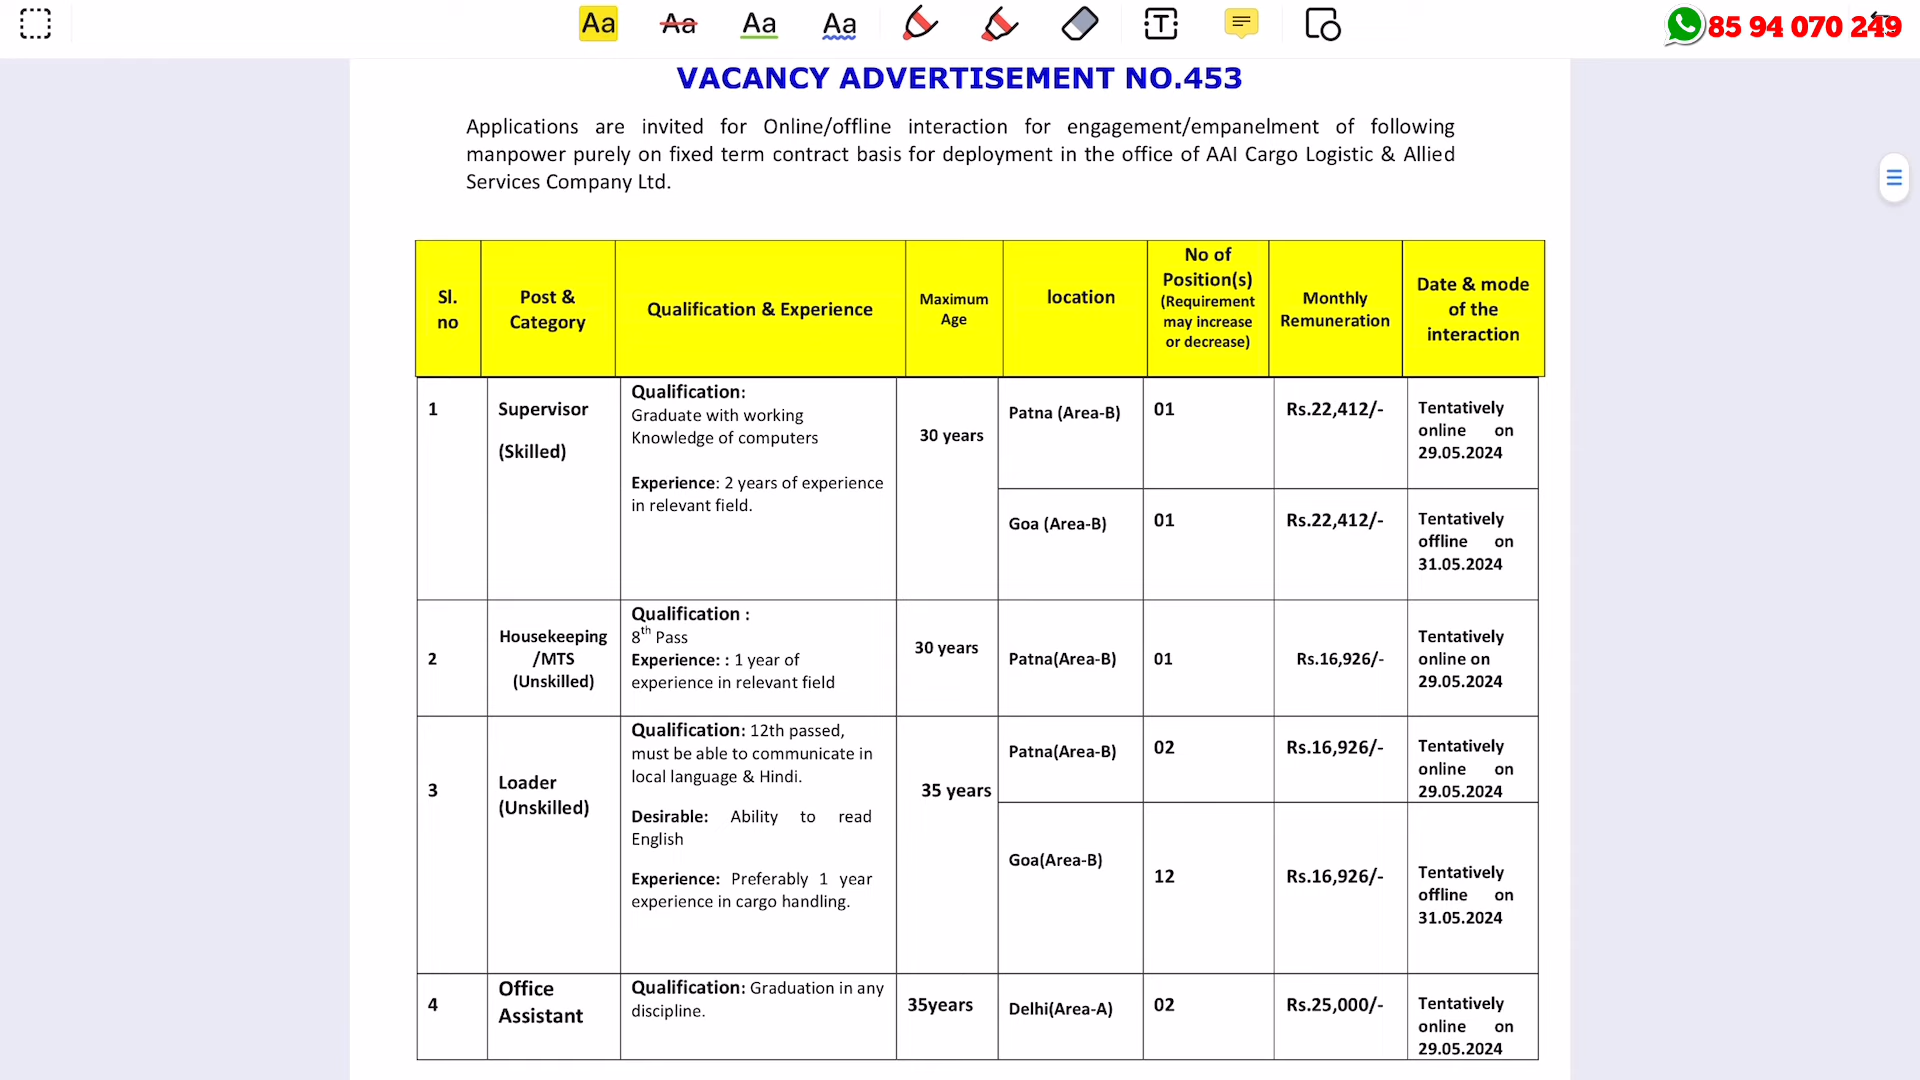 Aa Aa Aa Aa T
85 94 070 249
VACANCY ADVERTISEMENT NO.453
Applications are invited for Online/offline interaction for engagement/empanelment of following
manpower purely on fixed term contract basis for deployment in the office of AAI Cargo Logistic & Allied
Services Company Ltd.
Sl.
no
Post &
Category
Qualification & Experience
Maximum
Age
location
No of
Position(s)
(Requirement
may increase
or decrease)
Monthly
Remuneration
Date & mode
of the
interaction
1
Supervisor
(Skilled)
Qualification:
Graduate with working
Knowledge of computers
Experience: 2 years of experience
in relevant field.
30 years
Patna (Area-B)
01
Rs.22,412/-
Tentatively
online on
29.05.2024
Goa (Area-B)
01
Rs.22,412/-
Tentatively
offline on
31.05.2024
2
Housekeeping
/MTS
(Unskilled)
Qualification :
8th Pass
Experience: : 1 year of
experience in relevant field
30 years
Patna(Area-B)
01
Rs.16,926/-
Tentatively
online on
29.05.2024
3
Loader
(Unskilled)
Qualification: 12th passed,
must be able to communicate in
local language & Hindi.
Desirable: Ability to read
English
Experience: Preferably 1 year
experience in cargo handling.
35 years
Patna(Area-B)
02
Rs.16,926/-
Tentatively
online on
29.05.2024
Goa(Area-B)
12
Rs.16,926/-
Tentatively
offline on
31.05.2024
4
Office
Assistant
Qualification: Graduation in any
discipline.
35years
Delhi(Area-A)
02
Rs.25,000/-
Tentatively
online on
29.05.2024